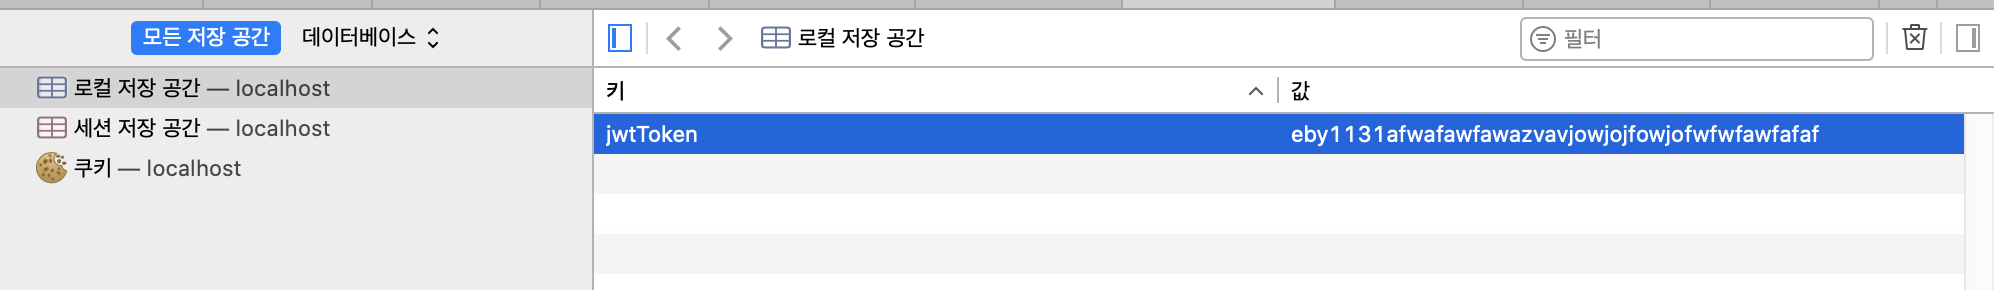 모든 저장 공간 데이터베이스
로컬 저장 공간 — localhost
세션 저장 공간 — localhost
쿠키 — localhost
로컬 저장 공간 필터
키 값
jwtToken eby1131afwafawfawazvavjowjojfowjofwfwfawfafaf